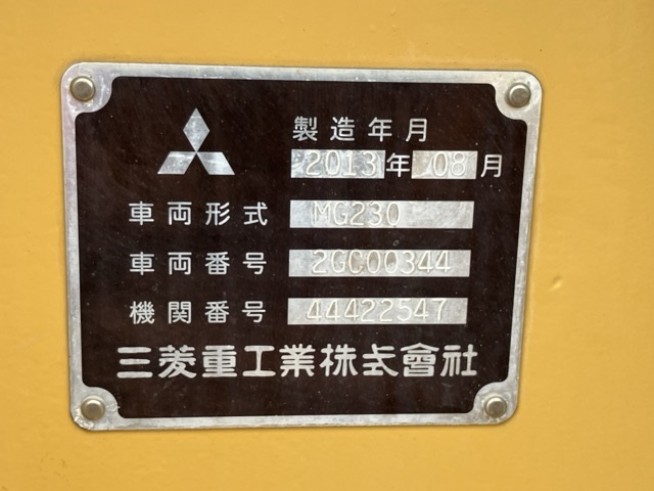 製造年月
2013年08月
車両形式 MG230
車両番号 2GC00344
機関番号 44422547
三菱重工業株式會社